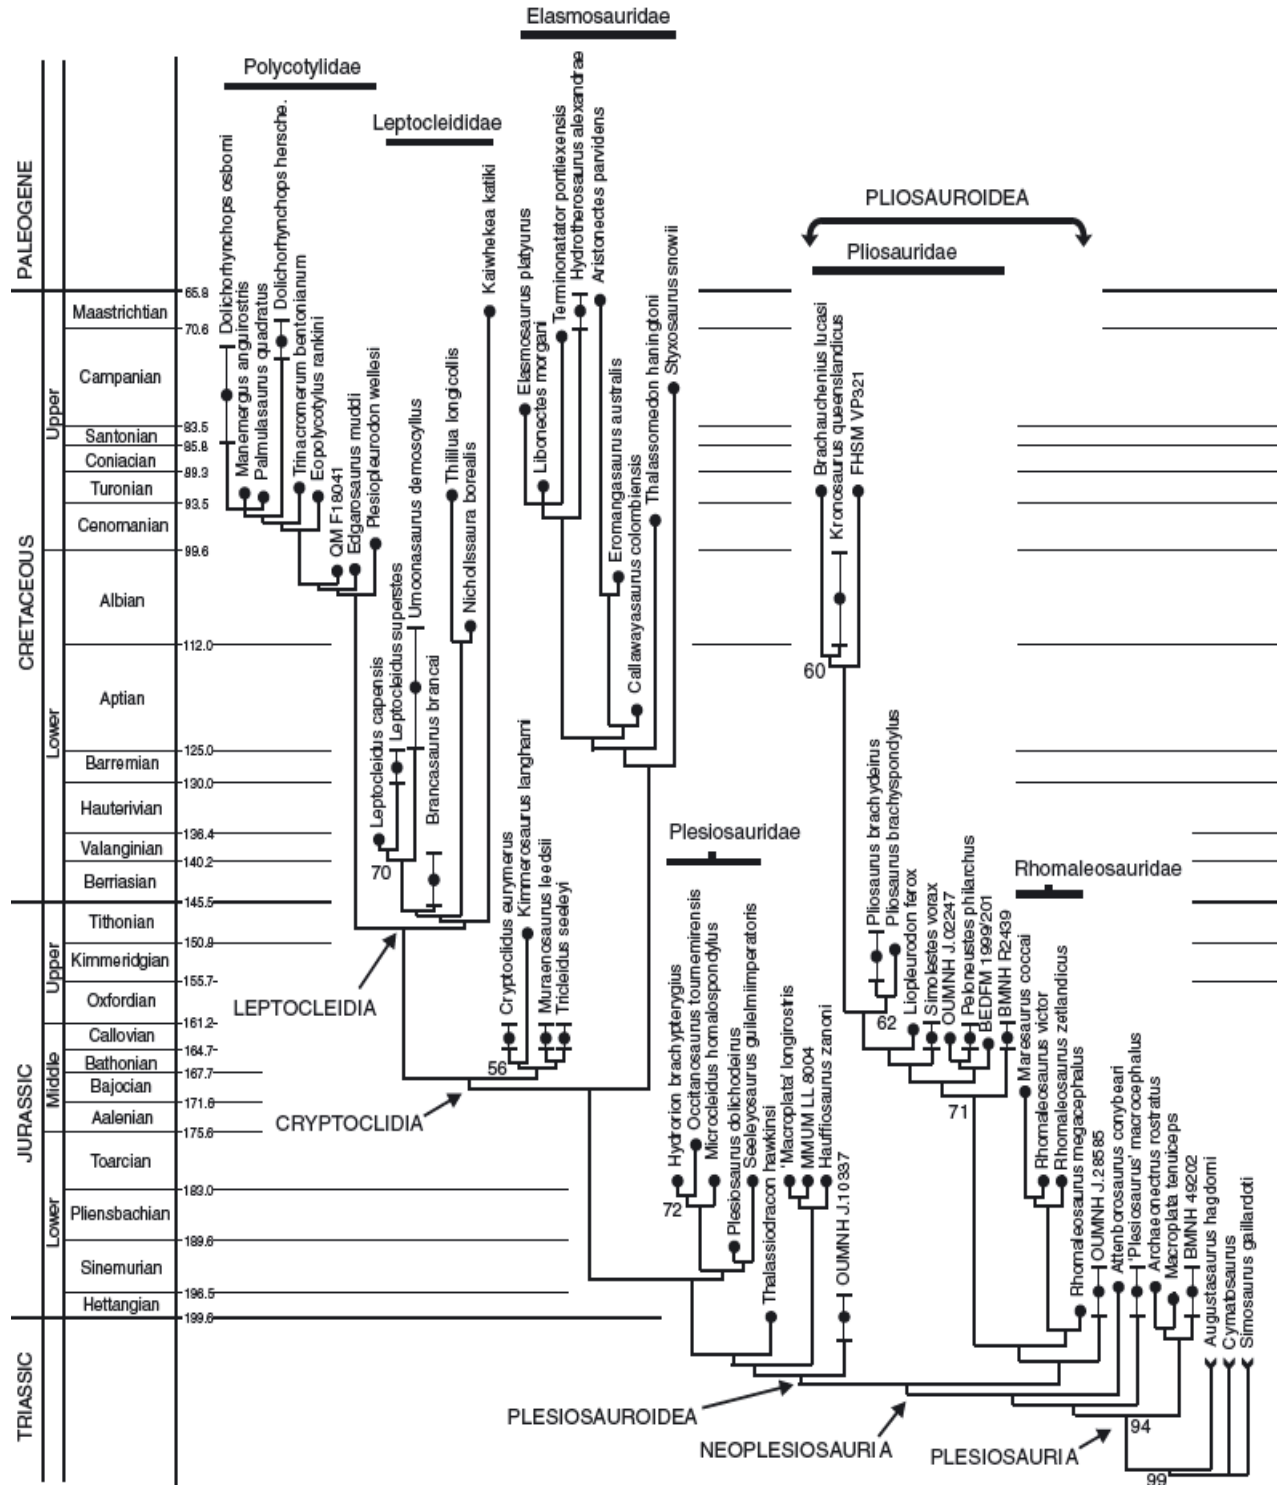 Elasmosauridae
Polycotylidae
Leptocleididae
PLIOSAUROIDEA
Pliosauridae
Plesiosauridae
Rhomaleosauridae
PALEOGENE
CRETACEOUS
JURASSIC
TRIASSIC
Upper
Lower
Upper
Middle
Lower
65.8
Maastrichtian
70.6
Campanian
83.5
Santonian
85.8
Coniacian
89.3
Turonian
93.5
Cenomanian
99.6
Albian
112.0
Aptian
125.0
Barremian
130.0
Hauterivian
136.4
Valanginian
140.2
Berriasian
145.5
Tithonian
150.8
Kimmeridgian
155.7
Oxfordian
161.2
Callovian
164.7
Bathonian
167.7
Bajocian
171.6
Aalenian
175.6
Toarcian
183.0
Pliensbachian
189.6
Sinemurian
196.5
Hettangian
199.6
Dolichorhynchops osborni
Manemergus anguirostris
Palmulasaurus quadratus
Dolichorhynchops hersche.
Trinacromerum bentonianum
Eopolycotylus rankini
QM F18041
Edgarosaurus muddi
Plesiopleurodon wellesi
Leptocleidus capensis
Leptocleidus superstes
Umoonasaurus demoscyllus
Brancasaurus brancai
Thililua longicollis
Nichollssaura borealis
Kaiwhekea katiki
Cryptoclidus eurymerus
Kimmerosaurus langhami
Muraenosaurus leedsii
Tricleidus seeleyi
Elasmosaurus platyurus
Libonectes morgani
Terminonatator pontiexensis
Hydrotherosaurus alexandrae
Aristonectes parvidens
Eromangasaurus australis
Callawayasaurus colombiensis
Thalassomedon haningtoni
Styxosaurus snowii
Hydrorion brachypterygius
Occitanosaurus tournemirensis
Microcleidus homalospondylus
Plesiosaurus dolichodeirus
Seeleyosaurus guilelmiimperatoris
Thalassiodracon hawkinsi
'Macroplata' longirostris
MMUM LL 8004
Hauffiosaurus zanoni
OUMNH J.10337
Brachauchenius lucasi
Kronosaurus queenslandicus
FHSM VP321
Pliosaurus brachydeirus
Pliosaurus brachyspondylus
Liopleurodon ferox
Simolestes vorax
OUMNH J.02247
Peloneustes philarchus
BEDFM 1999/201
BMNH R2439
Maresaurus coccai
Rhomaleosaurus victor
Rhomaleosaurus zetlandicus
Rhomaleosaurus megacephalus
OUMNH J.28585
Attenborosaurus conybeari
'Plesiosaurus' macrocephalus
Archaeonectrus rostratus
Macroplata tenuiceps
BMNH 49202
Augustasaurus hagdorni
Cymatosaurus
Simosaurus gaillardoti
70
56
72
60
62
71
94
99
LEPTOCLEIDIA
CRYPTOCLIDIA
PLESIOSAUROIDEA
NEOPLESIOSAURIA
PLESIOSAURIA